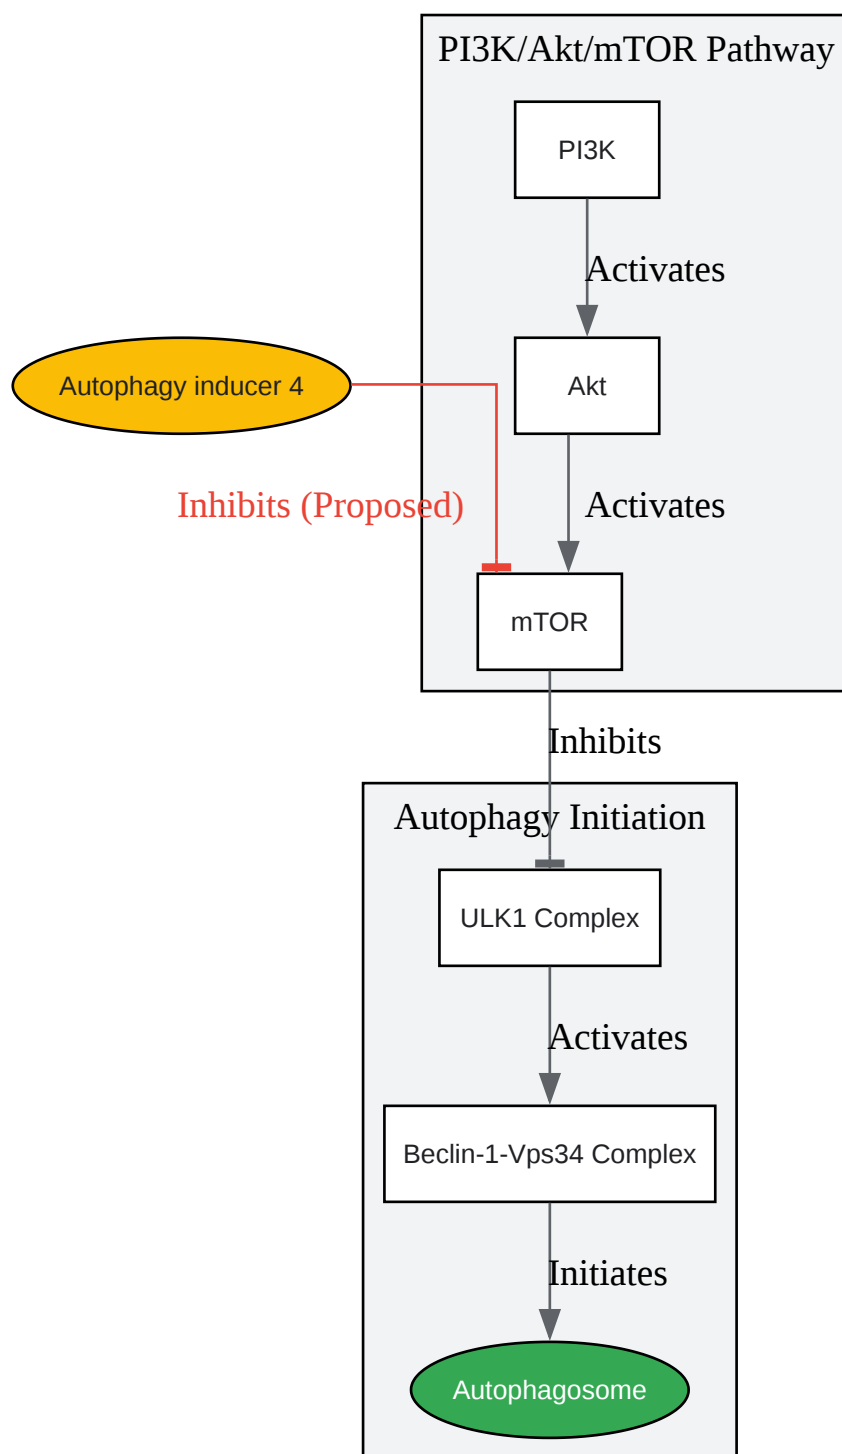 PI3K/Akt/mTOR Pathway
PI3K
Activates
Autophagy inducer 4
Akt
Inhibits (Proposed)
Activates
mTOR
Inhibits
Autophagy Initiation
ULK1 Complex
Activates
Beclin-1-Vps34 Complex
Initiates
Autophagosome